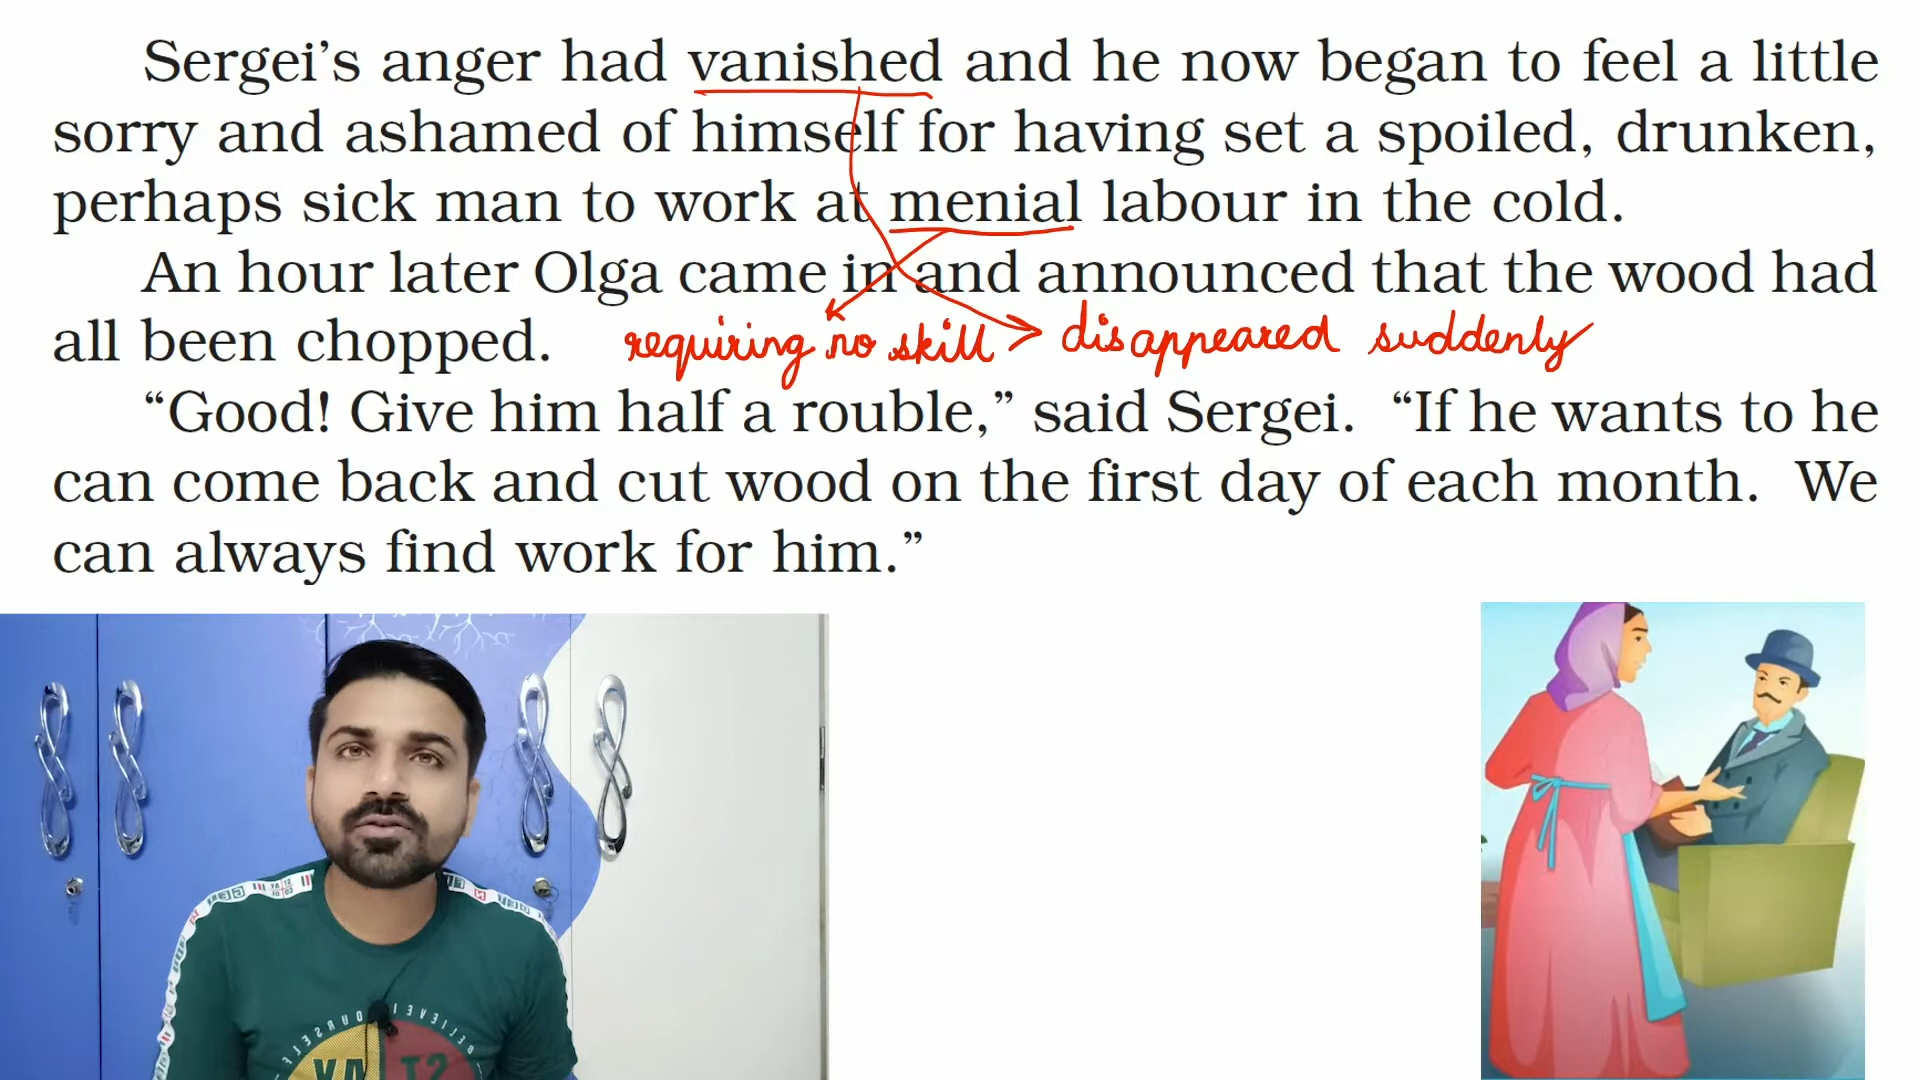 Sergei’s anger had vanished and he now began to feel a little
sorry and ashamed of himself for having set a spoiled, drunken,
perhaps sick man to work at menial labour in the cold.
An hour later Olga came in and announced that the wood had
all been chopped.
requiring no skill
disappeared suddenly
“Good! Give him half a rouble,” said Sergei. “If he wants to he
can come back and cut wood on the first day of each month. We
can always find work for him.”